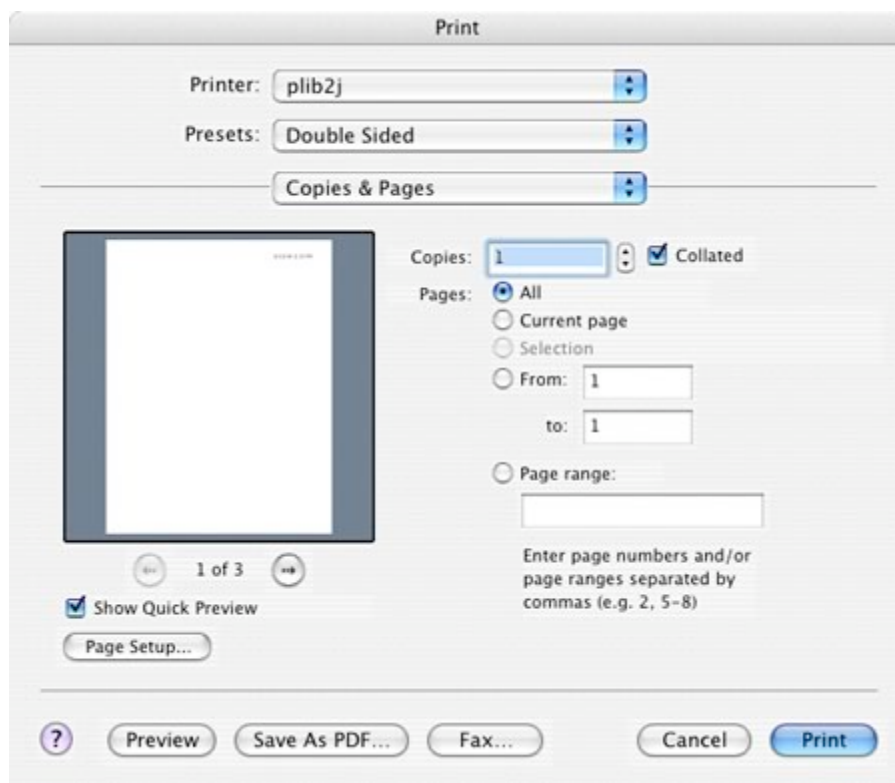 Print
Printer: plib2j
Presets: Double Sided
Copies & Pages
Copies: 1 Collated
Pages: All
Current page
Selection
From: 1
to: 1
Page range:
Enter page numbers and/or
page ranges separated by
commas (e.g. 2, 5-8)
1 of 3
Show Quick Preview
Page Setup...
? Preview Save As PDF... Fax... Cancel Print